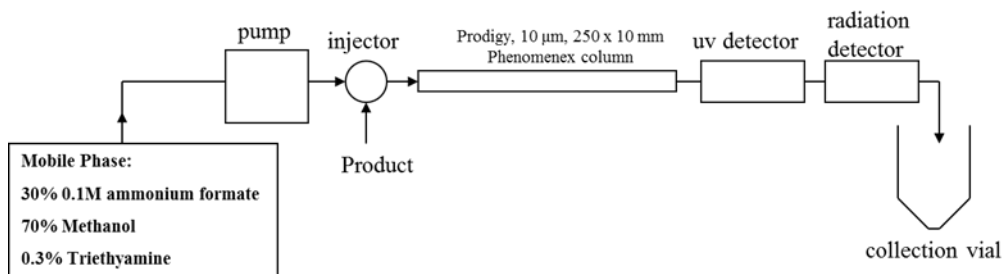 pump
injector
Prodigy, 10 μm, 250 x 10 mm
Phenomenex column
uv detector
radiation
detector
Product
Mobile Phase:
30% 0.1M ammonium formate
70% Methanol
0.3% Triethyamine
collection vial